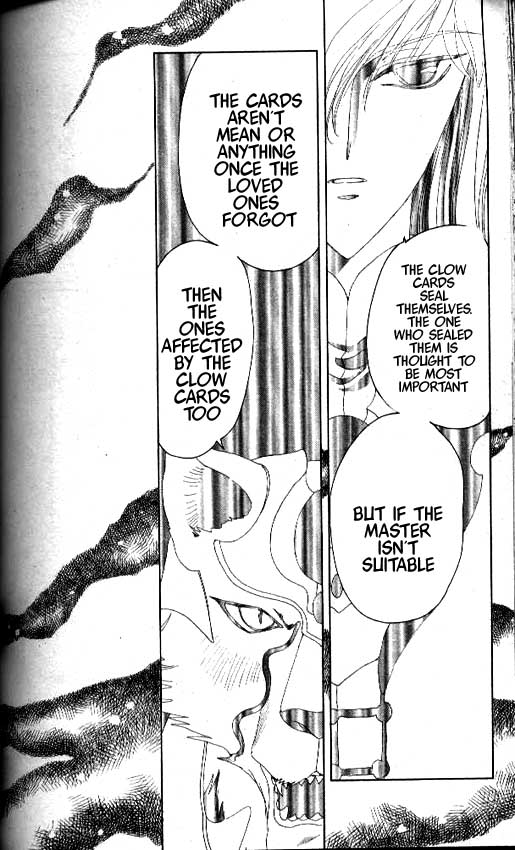 THE CLOW
CARDS
SEAL
THEMSELVES.
THE ONE
WHO SEALED
THEM IS
THOUGHT TO
BE MOST
IMPORTANT
BUT IF THE
MASTER
ISN'T
SUITABLE
THE CARDS
AREN'T
MEAN OR
ANYTHING
ONCE THE
LOVED
ONES
FORGOT
THEN
THE
ONES
AFFECTED
BY THE
CLOW
CARDS
TOO